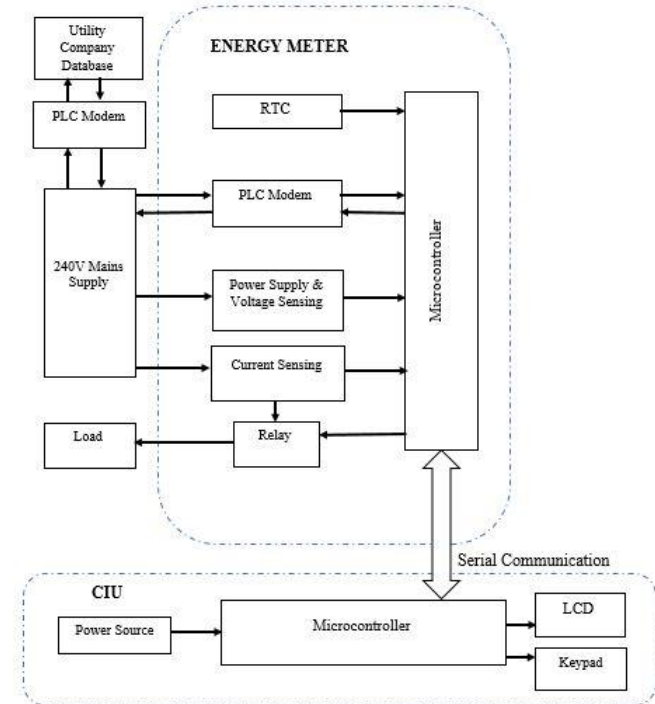 Utility
Company
Database
PLC Modem
240V Mains
Supply
Load
ENERGY METER
RTC
PLC Modem
Power Supply &
Voltage Sensing
Current Sensing
Relay
Microcontroller
Serial Communication
CIU
Power Source
Microcontroller
LCD
Keypad